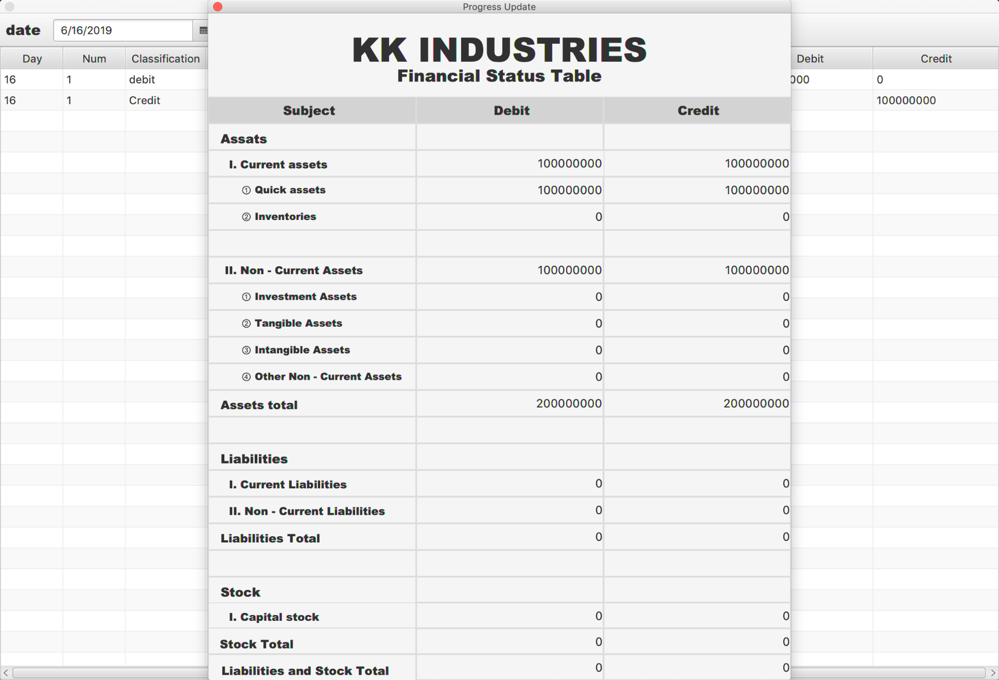 Progress Update
date 6/16/2019
KK INDUSTRIES
Financial Status Table
Day Num Classification Debit Credit
16 1 debit 000 0
16 1 Credit 100000000
Subject Debit Credit
Assats
I. Current assets 100000000 100000000
① Quick assets 100000000 100000000
② Inventories 0 0
II. Non - Current Assets 100000000 100000000
① Investment Assets 0 0
② Tangible Assets 0 0
③ Intangible Assets 0 0
④ Other Non - Current Assets 0 0
Assets total 200000000 200000000
Liabilities
I. Current Liabilities 0 0
II. Non - Current Liabilities 0 0
Liabilities Total 0 0
Stock
I. Capital stock 0 0
Stock Total 0 0
Liabilities and Stock Total 0 0